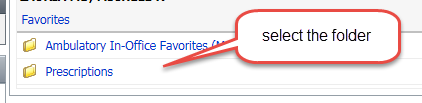 Favorites
select the folder
Ambulatory In-Office Favorites (M
Prescriptions